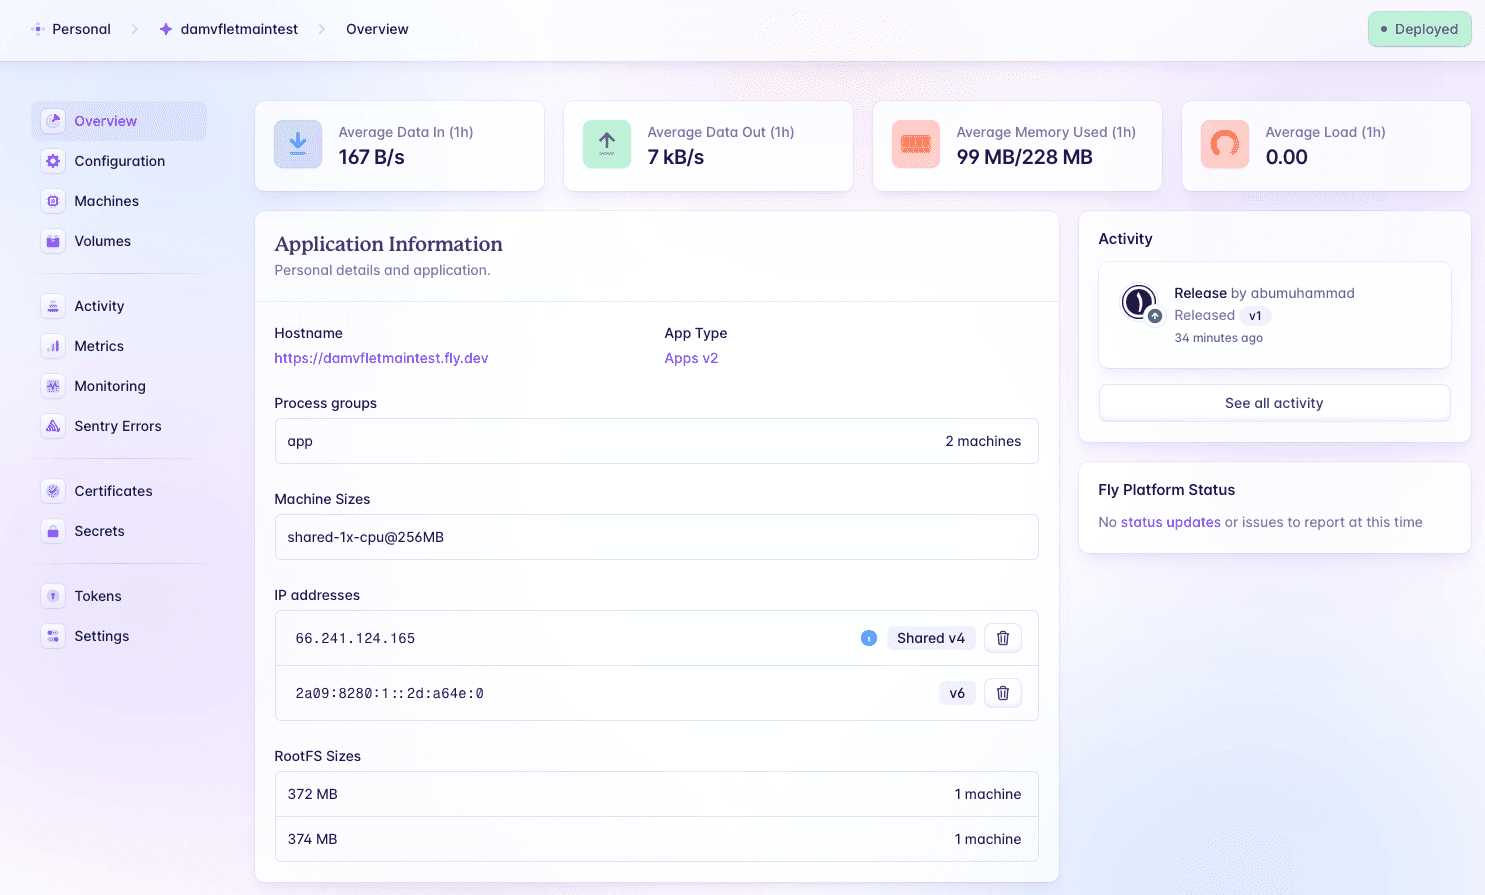 Personal
damvfletmaintest
Overview
Deployed
Overview
Configuration
Machines
Volumes
Activity
Metrics
Monitoring
Sentry Errors
Certificates
Secrets
Tokens
Settings
Average Data In (1h)
167 B/s
Average Data Out (1h)
7 kB/s
Average Memory Used (1h)
99 MB/228 MB
Average Load (1h)
0.00
Application Information
Personal details and application.
Hostname
https://damvfletmaintest.fly.dev
App Type
Apps v2
Process groups
app
2 machines
Machine Sizes
shared-1x-cpu@256MB
IP addresses
66.241.124.165
Shared v4
2a09:8280:1::2d:a64e:0
v6
RootFS Sizes
372 MB
1 machine
374 MB
1 machine
Activity
Release by abumuhammad
Released v1
34 minutes ago
See all activity
Fly Platform Status
No status updates or issues to report at this time